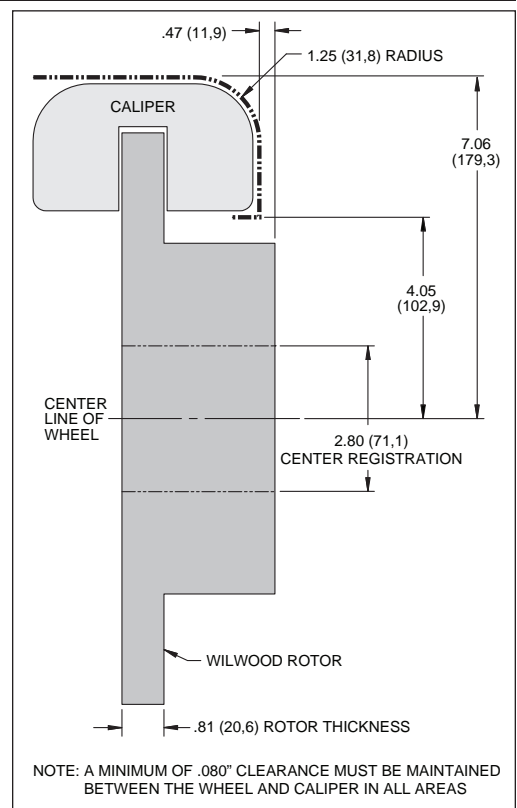 .47 (11,9)
1.25 (31,8) RADIUS
CALIPER
7.06
(179,3)
4.05
(102,9)
CENTER
LINE OF
WHEEL
2.80 (71,1)
CENTER REGISTRATION
WILWOOD ROTOR
.81 (20,6) ROTOR THICKNESS
NOTE: A MINIMUM OF .080” CLEARANCE MUST BE MAINTAINED
BETWEEN THE WHEEL AND CALIPER IN ALL AREAS